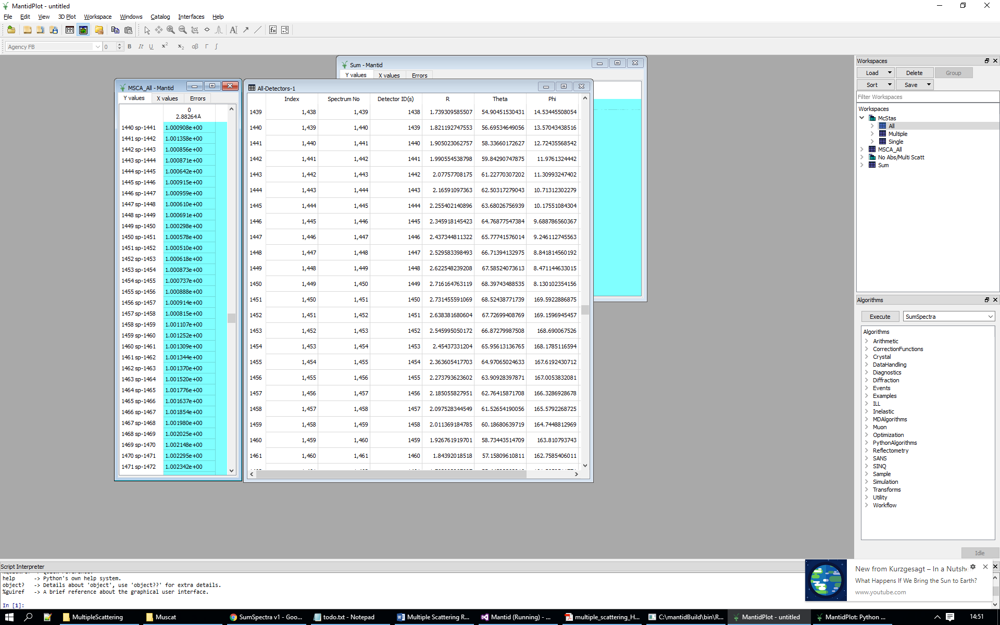 MantidPlot - untitled
File Edit View 3D Plot Workspace Windows Catalog Interfaces Help
Agency FB 0 B It U x² x₂ αβ Γ ∫
Sum - Mantid
Y values X values Errors
MSCA_All - Mantid
Y values X values Errors
0
2.88264Å
1440 sp-1441 1.000908e+00
1441 sp-1442 1.001358e+00
1442 sp-1443 1.000856e+00
1443 sp-1444 1.000871e+00
1444 sp-1445 1.000642e+00
1445 sp-1446 1.000915e+00
1446 sp-1447 1.000959e+00
1447 sp-1448 1.000610e+00
1448 sp-1449 1.000691e+00
1449 sp-1450 1.000298e+00
1450 sp-1451 1.000578e+00
1451 sp-1452 1.000510e+00
1452 sp-1453 1.000618e+00
1453 sp-1454 1.000873e+00
1454 sp-1455 1.000737e+00
1455 sp-1456 1.000888e+00
1456 sp-1457 1.000914e+00
1457 sp-1458 1.000815e+00
1458 sp-1459 1.001107e+00
1459 sp-1460 1.001252e+00
1460 sp-1461 1.001309e+00
1461 sp-1462 1.001344e+00
1462 sp-1463 1.001370e+00
1463 sp-1464 1.001520e+00
1464 sp-1465 1.001776e+00
1465 sp-1466 1.001637e+00
1466 sp-1467 1.001854e+00
1467 sp-1468 1.001980e+00
1468 sp-1469 1.002025e+00
1469 sp-1470 1.002148e+00
1470 sp-1471 1.002295e+00
1471 sp-1472 1.002342e+00
All-Detectors-1
Index Spectrum No Detector ID(s) R Theta Phi
1439 1,438 1,439 1438 1.739309585507 54.90451530431 14.53445508054
1440 1,439 1,440 1439 1.821192747553 56.69534649056 13.57043438516
1441 1,440 1,441 1440 1.905023062757 58.33660172627 12.72435568542
1442 1,441 1,442 1441 1.990554538798 59.84290747875 11.9761324442
1443 1,442 1,443 1442 2.07757708175 61.22770307202 11.30993247402
1444 1,443 1,444 1443 2.16591097363 62.50317279043 10.71312302279
1445 1,444 1,445 1444 2.255402140896 63.68026756939 10.17551084304
1446 1,445 1,446 1445 2.345918145423 64.76877547384 9.688786560367
1447 1,446 1,447 1446 2.437344811322 65.77741576014 9.246112745563
1448 1,447 1,448 1447 2.529583398493 66.71394132975 8.841814560192
1449 1,448 1,449 1448 2.622548239208 67.58524073613 8.471144633015
1450 1,449 1,450 1449 2.716164763119 68.39743488535 8.130102354156
1451 1,450 1,451 1450 2.731455591069 68.52438771739 169.5922886875
1452 1,451 1,452 1451 2.638381680604 67.72699408769 169.1596945457
1453 1,452 1,453 1452 2.545995050172 66.87279987508 168.690067526
1454 1,453 1,454 1453 2.45437331204 65.95613136765 168.1785116594
1455 1,454 1,455 1454 2.363605417703 64.97065024633 167.6192430712
1456 1,455 1,456 1455 2.273793623602 63.90928397871 167.0053832081
1457 1,456 1,457 1456 2.185055827951 62.76415871708 166.3286928678
1458 1,457 1,458 1457 2.097528344549 61.52654190056 165.5792268725
1459 1,458 1,459 1458 2.011369184785 60.18680639719 164.7448812969
1460 1,459 1,460 1459 1.926761919701 58.73443514709 163.810793743
1461 1,460 1,461 1460 1.84392018518 57.15809610811 162.7585406011
Workspaces
Load Delete Group
Sort Save
Filter Workspaces
Workspaces
McStas
All
Multiple
Single
MSCA_All
No Abs/Multi Scatt
Sum
Algorithms
Execute SumSpectra
Algorithms
Arithmetic
CorrectionFunctions
Crystal
DataHandling
Diagnostics
Diffraction
Events
Examples
ILL
Inelastic
MDAlgorithms
Muon
Optimization
PythonAlgorithms
Reflectometry
SANS
SINQ
Sample
Simulation
Transforms
Utility
Workflow
Idle
Script Interpreter
help -> Python's own help system.
object? -> Details about 'object', use 'object??' for extra details.
%guiref -> A brief reference about the graphical user interface.
In [1]:
New from Kurzgesagt – In a Nutshe
What Happens If We Bring the Sun to Earth?
www.youtube.com
MultipleScattering Muscat SumSpectra v1 - Goo... todo.txt - Notepad Multiple Scattering R... Mantid (Running) - ... multiple_scattering_H... C:\mantidBuild\bin\R... MantidPlot - untitled MantidPlot: Python ... 14:51